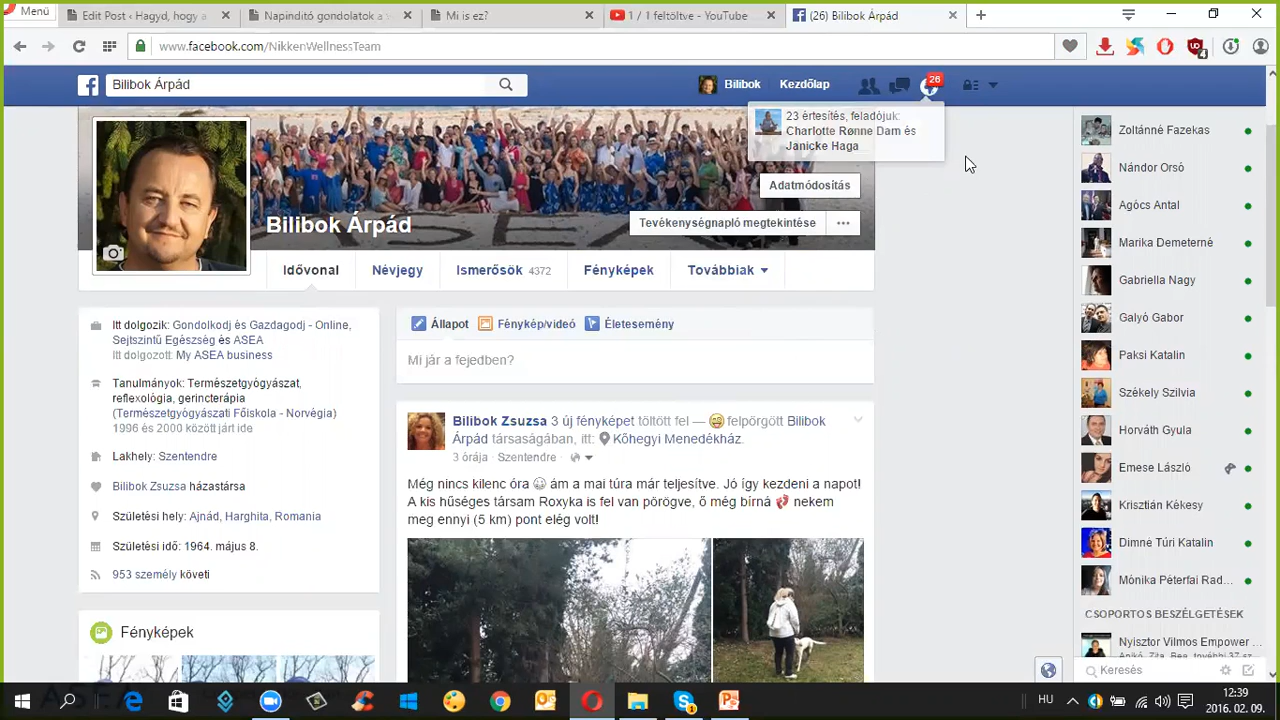 Menü
Edit Post ‹ Hagyd, hogy a
Napindító gondolatok a
Mi is ez?
1 / 1 feltöltve - YouTube
(26) Bilibok Árpád
www.facebook.com/NikkenWellnessTeam
4
Bilibok Árpád
Bilibok
Kezdőlap
26
23 értesítés, feladójuk:
Charlotte Rønne Dam és
Janicke Haga
Adatmódosítás
Bilibok Árpád
Tevékenységnapló megtekintése
Idővonal
Névjegy
Ismerősök 4372
Fényképek
Továbbiak
Itt dolgozik: Gondolkodj és Gazdagodj - Online,
Sejtszintű Egészség és ASEA
Itt dolgozott: My ASEA business
Tanulmányok: Természetgyógyászat,
reflexológia, gerincterápia
(Természetgyógyászati Főiskola - Norvégia)
1996 és 2000 között járt ide
Lakhely: Szentendre
Bilibok Zsuzsa házastársa
Születési hely: Ajnád, Harghita, Romania
Születési idő: 1964. május 8.
953 személy követi
Fényképek
Állapot
Fénykép/videó
Életesemény
Mi jár a fejedben?
Bilibok Zsuzsa 3 új fényképet töltött fel — felpörgött Bilibok
Árpád társaságában, itt: Kőhegyi Menedékház.
3 órája · Szentendre ·
Még nincs kilenc óra ám a mai túra már teljesítve. Jó így kezdeni a napot!
A kis hűséges társam Roxyka is fel van pörögve, ő még bírná nekem
meg ennyi (5 km) pont elég volt!
Zoltánné Fazekas
Nándor Orsó
Agócs Antal
Marika Demeterné
Gabriella Nagy
Galyó Gabor
Paksi Katalin
Székely Szilvia
Horváth Gyula
Emese László
Krisztián Kékesy
Dimné Túri Katalin
Mónika Péterfai Rad...
CSOPORTOS BESZÉLGETÉSEK
Nyisztor Vilmos Empower ...
Anikó, Zita, Bea, további 37 sz...
Keresés
HU
12:39
2016. 02. 09.